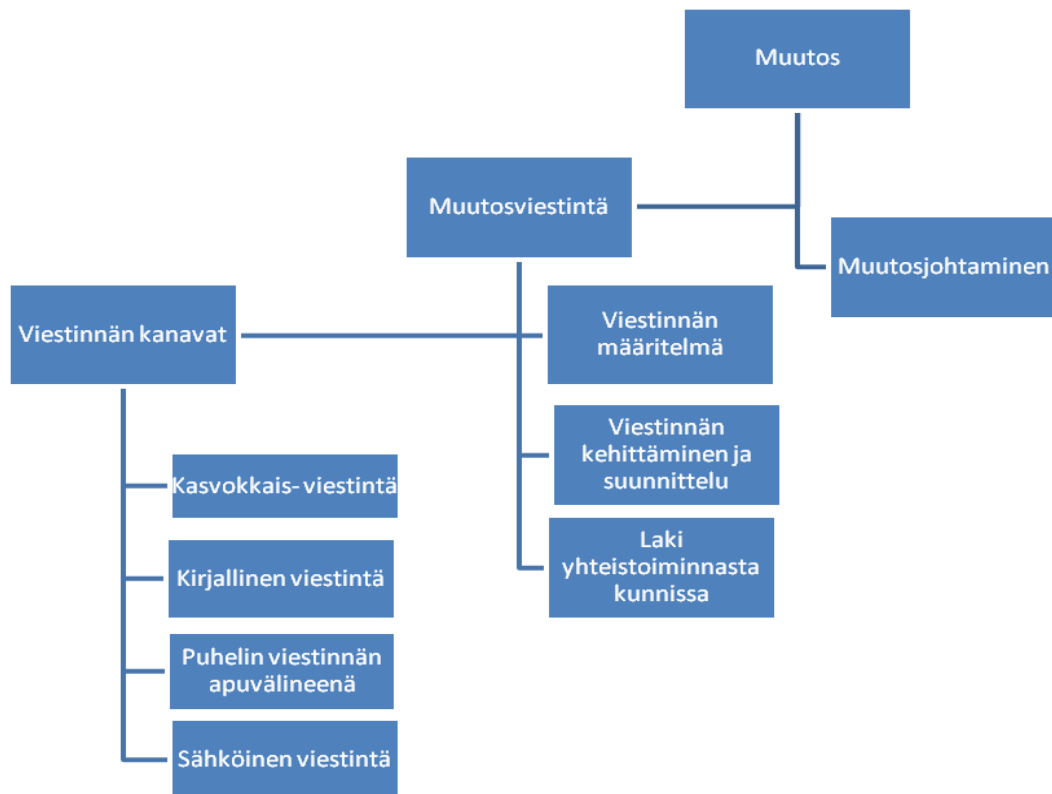 Muutos
Muutosviestintä
Muutosjohtaminen
Viestinnän kanavat
Viestinnän
määritelmä
Viestinnän
kehittäminen ja
suunnittelu
Laki
yhteistoiminnasta
kunnissa
Kasvokkais- viestintä
Kirjallinen viestintä
Puhelin viestinnän
apuvälineenä
Sähköinen viestintä